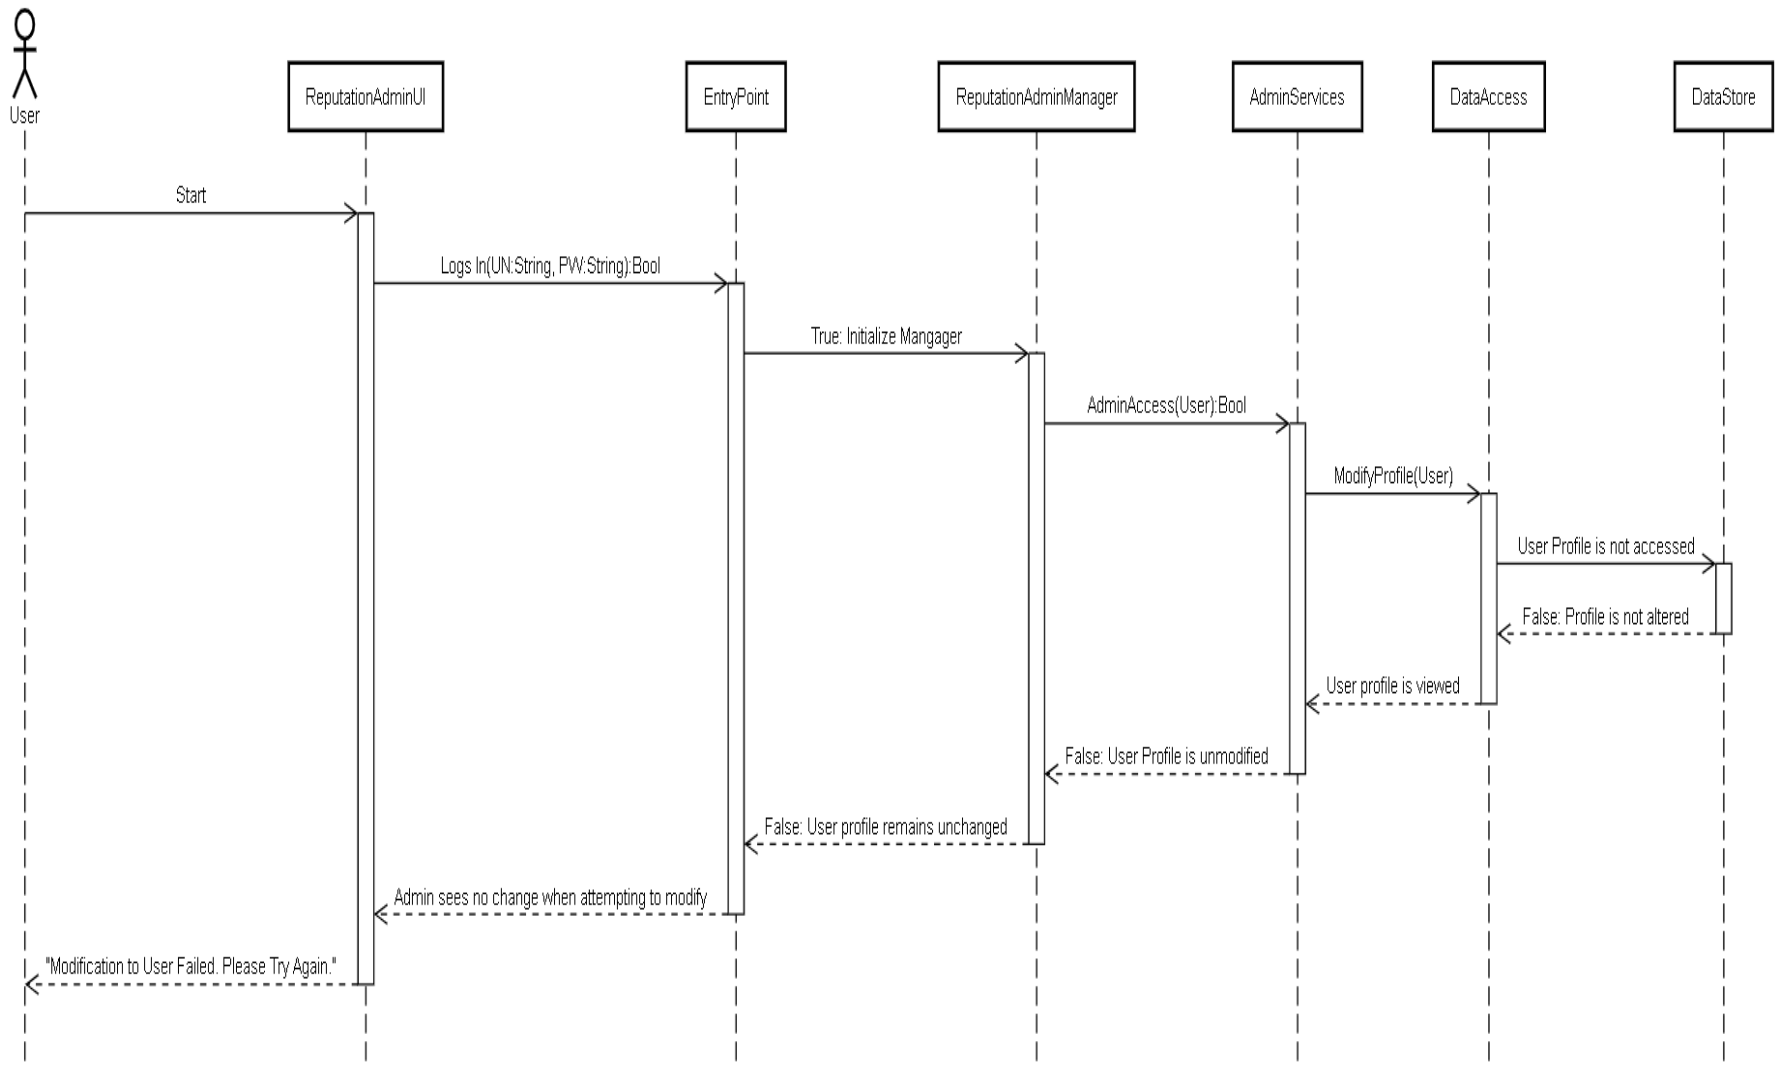 User
ReputationAdminUI
EntryPoint
ReputationAdminManager
AdminServices
DataAccess
DataStore
Start
Logs In(UN:String, PW:String):Bool
True: Initialize Mangager
AdminAccess(User):Bool
ModifyProfile(User)
User Profile is not accessed
False: Profile is not altered
User profile is viewed
False: User Profile is unmodified
False: User profile remains unchanged
Admin sees no change when attempting to modify
"Modification to User Failed. Please Try Again."